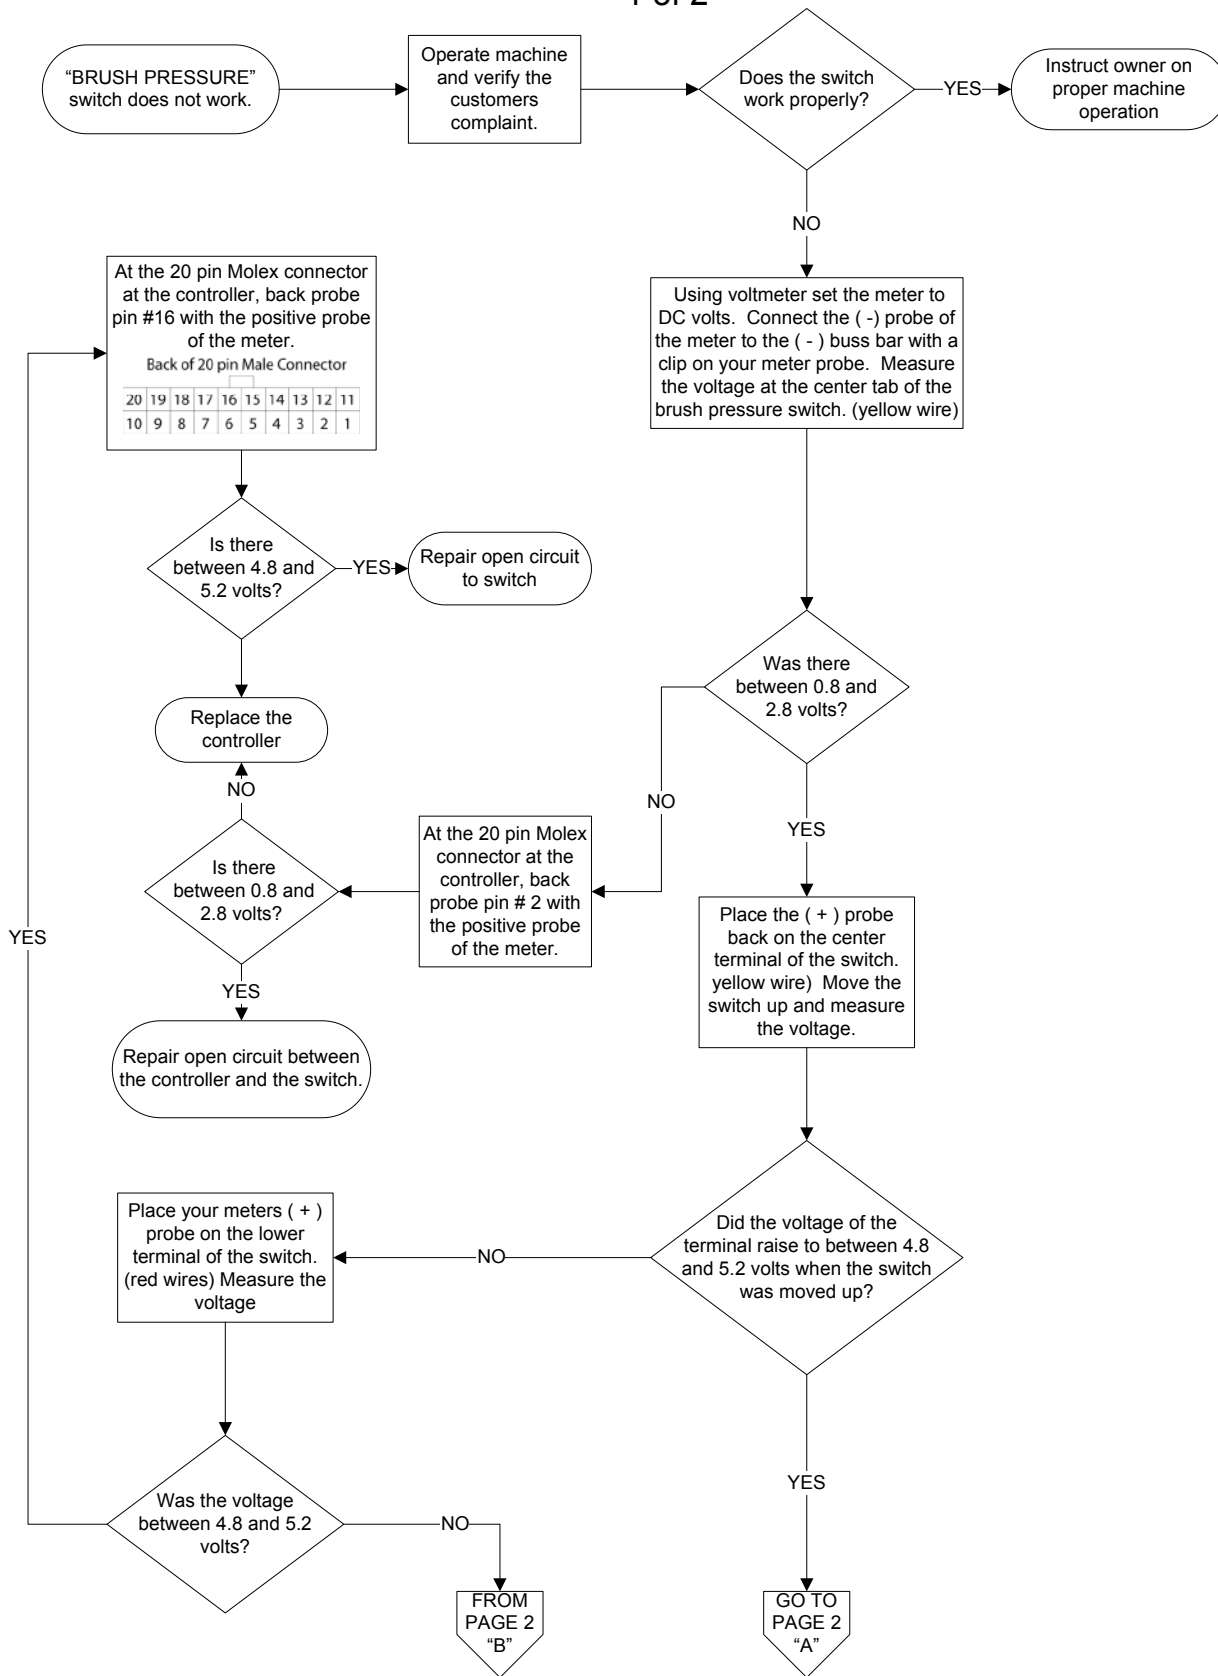 1 of 2
“BRUSH PRESSURE”
switch does not work.
Operate machine
and verify the
customers
complaint.
Does the switch
work properly?
YES
Instruct owner on
proper machine
operation
NO
At the 20 pin Molex connector
at the controller, back probe
pin #16 with the positive probe
of the meter.
Back of 20 pin Male Connector
20 19 18 17 16 15 14 13 12 11
10 9 8 7 6 5 4 3 2 1
Using voltmeter set the meter to
DC volts. Connect the ( -) probe of
the meter to the ( - ) buss bar with a
clip on your meter probe. Measure
the voltage at the center tab of the
brush pressure switch. (yellow wire)
Is there
between 4.8 and
5.2 volts?
YES
Repair open circuit
to switch
Was there
between 0.8 and
2.8 volts?
Replace the
controller
NO
NO
YES
At the 20 pin Molex
connector at the
controller, back
probe pin # 2 with
the positive probe
of the meter.
Is there
between 0.8 and
2.8 volts?
YES
YES
Place the ( + ) probe
back on the center
terminal of the switch.
yellow wire) Move the
switch up and measure
the voltage.
Repair open circuit between
the controller and the switch.
Place your meters ( + )
probe on the lower
terminal of the switch.
(red wires) Measure the
voltage
NO
Did the voltage of the
terminal raise to between 4.8
and 5.2 volts when the switch
was moved up?
YES
Was the voltage
between 4.8 and 5.2
volts?
NO
FROM
PAGE 2
“B”
GO TO
PAGE 2
“A”